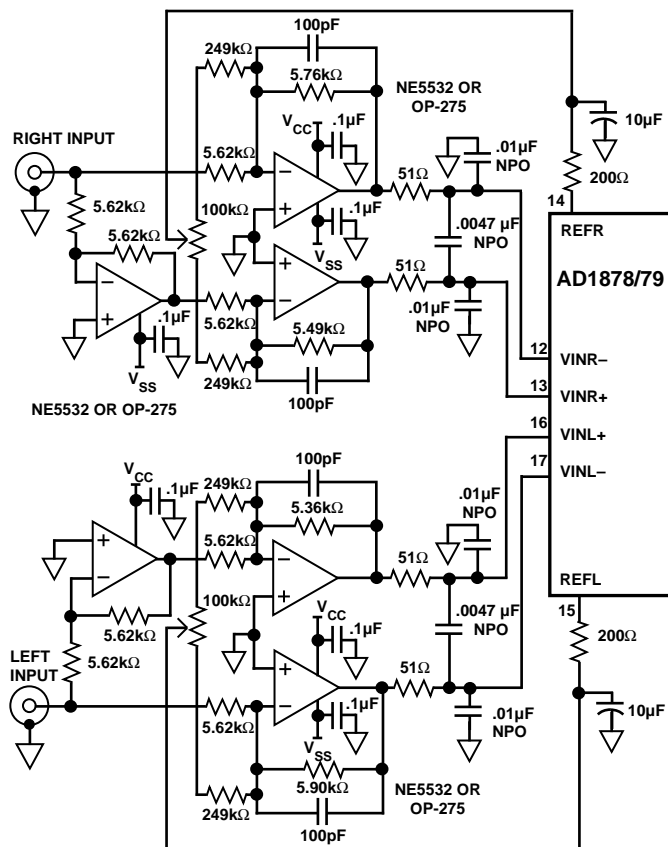 100pF
249kΩ
5.76kΩ
NE5532 OR
OP-275
.1µF
VCC
RIGHT INPUT
10µF
.01µF
NPO
5.62kΩ
51Ω
200Ω
14
5.62kΩ
100kΩ
.1µF
REFR
5.62kΩ
VSS
.0047 µF
NPO
AD1878/79
51Ω
.1µF
5.62kΩ
.01µF
NPO
5.49kΩ
12
VINR–
VSS
249kΩ
13
VINR+
NE5532 OR OP-275
100pF
16
VINL+
17
VINL–
VCC
.1µF
249kΩ
100pF
5.36kΩ
.01µF
NPO
5.62kΩ
51Ω
REFL
100kΩ
.0047 µF
NPO
15
VCC
.1µF
5.62kΩ
200Ω
LEFT
INPUT
5.62kΩ
51Ω
5.62kΩ
.1µF
.01µF
NPO
10µF
VSS
5.90kΩ
NE5532 OR
OP-275
249kΩ
100pF